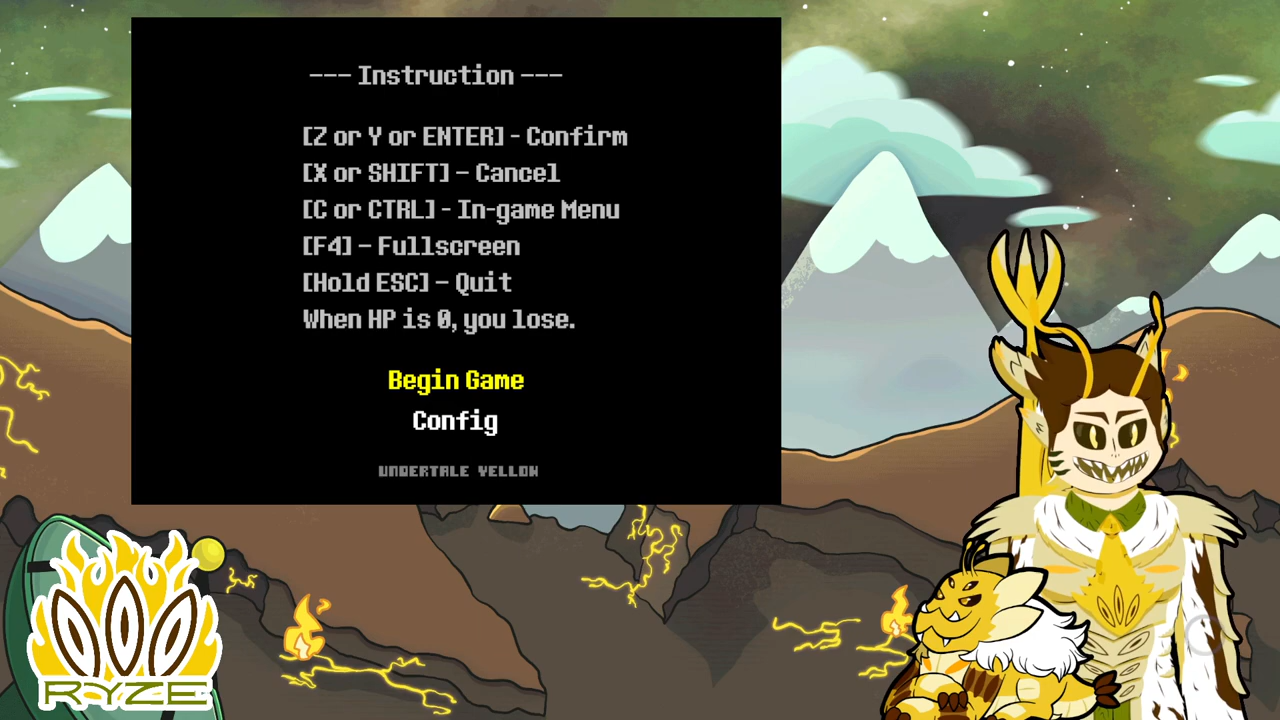 --- Instruction ---
[Z or Y or ENTER] - Confirm
[X or SHIFT] - Cancel
[C or CTRL] - In-game Menu
[F4] - Fullscreen
[Hold ESC] - Quit
When HP is 0, you lose.
Begin Game
Config
UNDERTALE YELLOW
RYZE